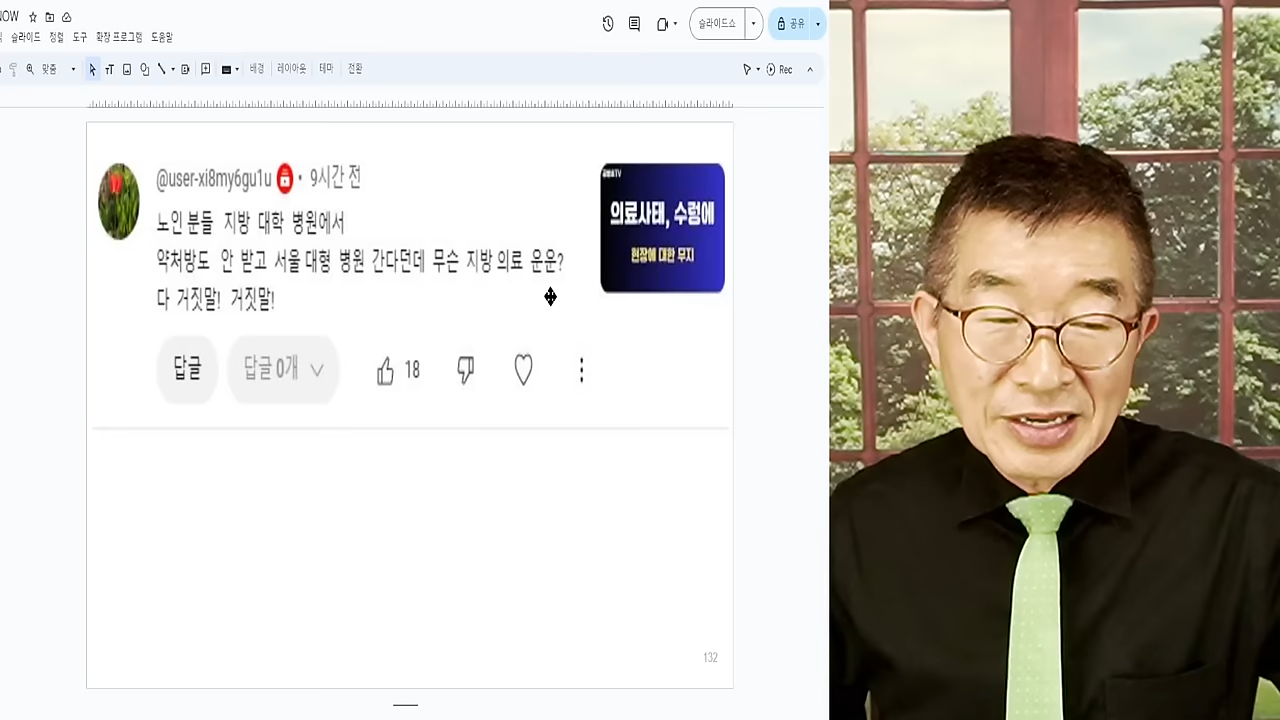 NOW
슬라이드쇼
공유
슬라이드 정렬 도구 확장 프로그램 도움말
맞춤
배경 레이아웃 테마 전환
Rec
@user-xi8my6gu1u · 9시간 전
노인 분들 지방 대학 병원에서
약처방도 안 받고 서울 대형 병원 간다던데 무슨 지방 의료 운운?
다 거짓말! 거짓말!
의료사태, 수렁에
현장에 대한 무지
답글
답글 0개
18
132